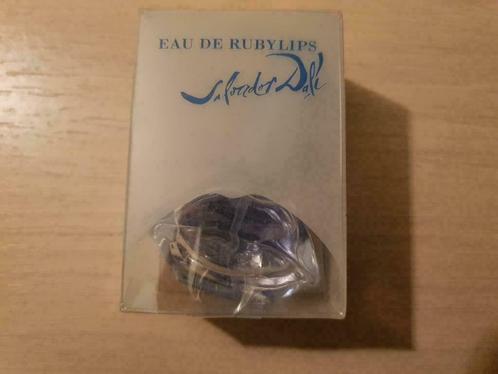 EAU DE RUBYLIPS
Salvador Dalí